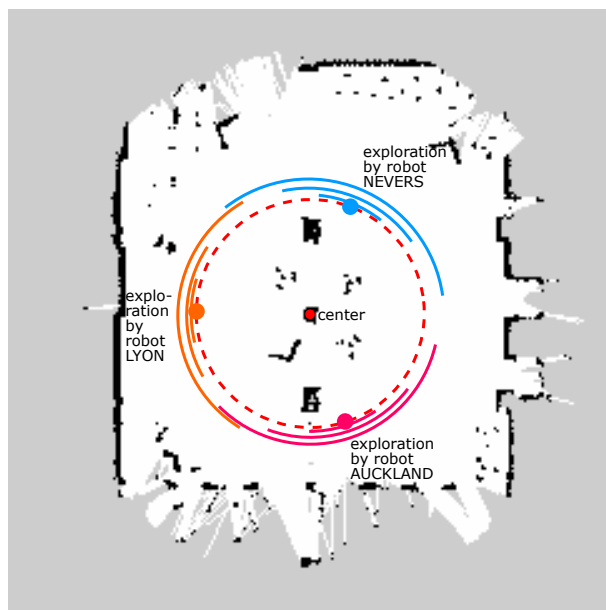 exploration
by robot
NEVERS
explo-
ration
by
robot
LYON
center
exploration
by robot
AUCKLAND